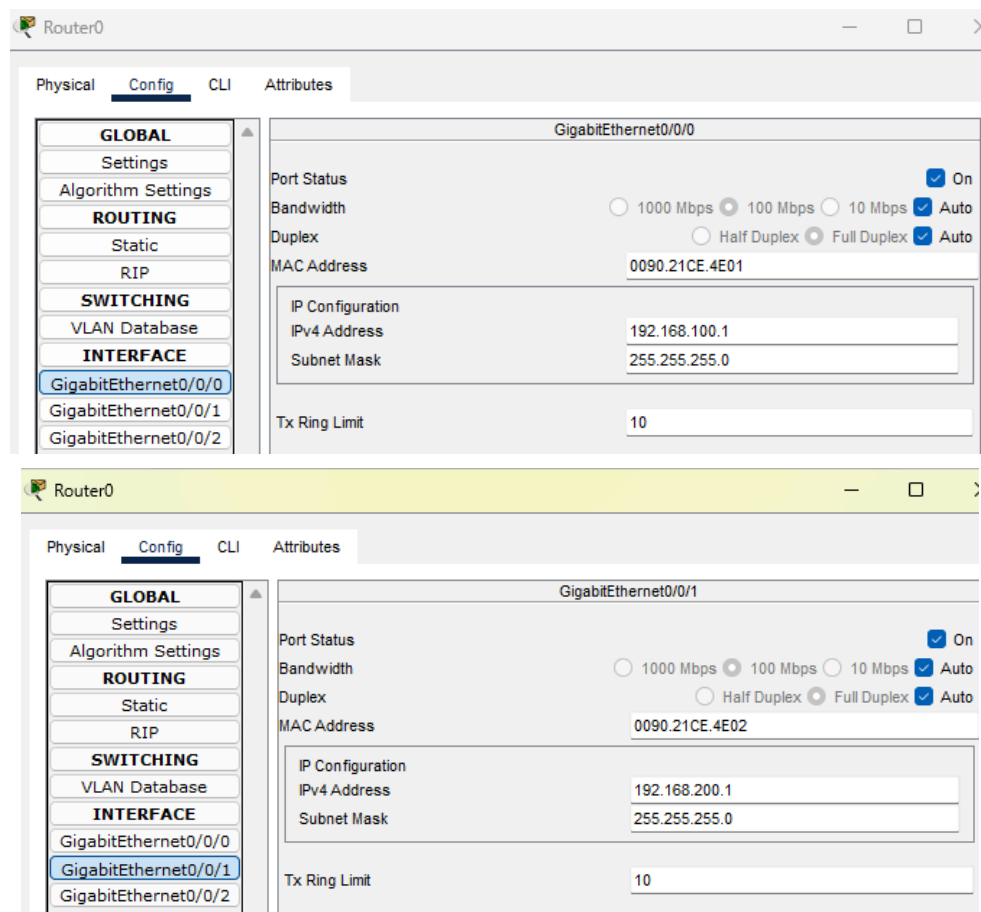 Router0
Physical Config CLI Attributes
GLOBAL
Settings
Algorithm Settings
ROUTING
Static
RIP
SWITCHING
VLAN Database
INTERFACE
GigabitEthernet0/0/0
GigabitEthernet0/0/1
GigabitEthernet0/0/2
GigabitEthernet0/0/0
Port Status On
Bandwidth 1000 Mbps 100 Mbps 10 Mbps Auto
Duplex Half Duplex Full Duplex Auto
MAC Address 0090.21CE.4E01
IP Configuration
IPv4 Address 192.168.100.1
Subnet Mask 255.255.255.0
Tx Ring Limit 10
Router0
Physical Config CLI Attributes
GLOBAL
Settings
Algorithm Settings
ROUTING
Static
RIP
SWITCHING
VLAN Database
INTERFACE
GigabitEthernet0/0/0
GigabitEthernet0/0/1
GigabitEthernet0/0/2
GigabitEthernet0/0/1
Port Status On
Bandwidth 1000 Mbps 100 Mbps 10 Mbps Auto
Duplex Half Duplex Full Duplex Auto
MAC Address 0090.21CE.4E02
IP Configuration
IPv4 Address 192.168.200.1
Subnet Mask 255.255.255.0
Tx Ring Limit 10